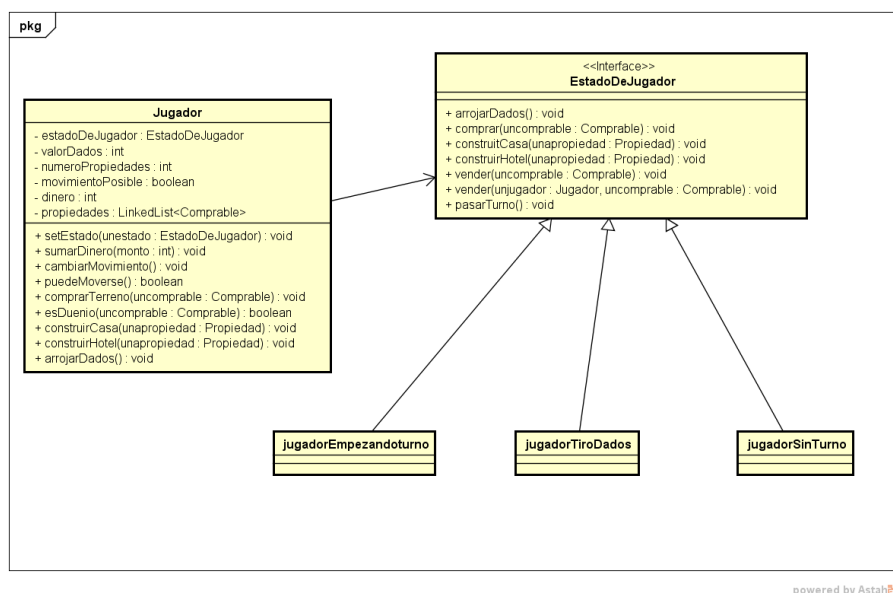 pkg
Jugador
- estadoDeJugador : EstadoDeJugador
- valorDados : int
- numeroPropiedades : int
- movimientoPosible : boolean
- dinero : int
- propiedades : LinkedList<Comprable>
+ setEstado(unestado : EstadoDeJugador) : void
+ sumarDinero(monto : int) : void
+ cambiarMovimiento() : void
+ puedeMoverse() : boolean
+ comprarTerreno(uncomprable : Comprable) : void
+ esDuenio(uncomprable : Comprable) : boolean
+ construirCasa(unapropiedad : Propiedad) : void
+ construirHotel(unapropiedad : Propiedad) : void
+ arrojarDados() : void
<<Interface>>
EstadoDeJugador
+ arrojarDados() : void
+ comprar(uncomprable : Comprable) : void
+ construitCasa(unapropiedad : Propiedad) : void
+ construirHotel(unapropiedad : Propiedad) : void
+ vender(uncomprable : Comprable) : void
+ vender(unjugador : Jugador, uncomprable : Comprable) : void
+ pasarTurno() : void
jugadorEmpezandoturno
jugadorTiroDados
jugadorSinTurno
powered by Astah